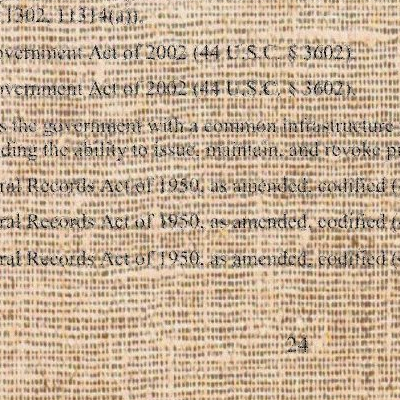 1302, 11314(a)).
overnment Act of 2002 (44 U.S.C. § 3602).
overnment Act of 2002 (44 U.S.C. § 3602).
s the government with a common infrastructure
ding the ability to issue, maintain, and revoke p
ral Records Act of 1950, as amended, codified (
ral Records Act of 1950, as amended, codified (
ral Records Act of 1950, as amended, codified (
24